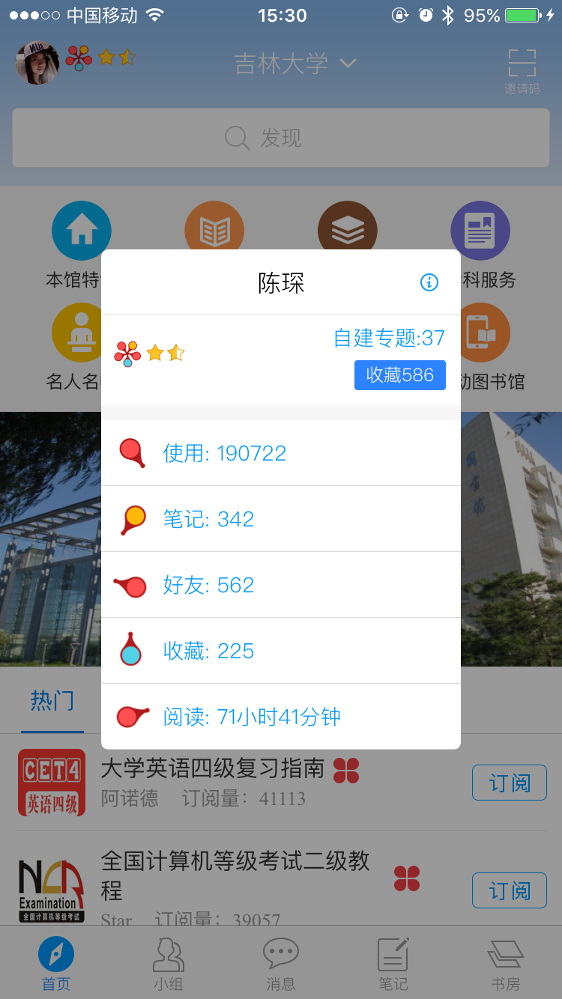 中国移动
15:30
95%
吉林大学
邀请码
发现
本馆特
科服务
名人名
动图书馆
陈琛
自建专题:37
收藏586
使用: 190722
笔记: 342
好友: 562
收藏: 225
阅读: 71小时41分钟
热门
CET4
英语四级
大学英语四级复习指南
阿诺德 订阅量: 41113
订阅
NCR
Examination
全国计算机等级考试
全国计算机等级考试二级教
程
Star 订阅量: 39057
订阅
首页
小组
消息
笔记
书房